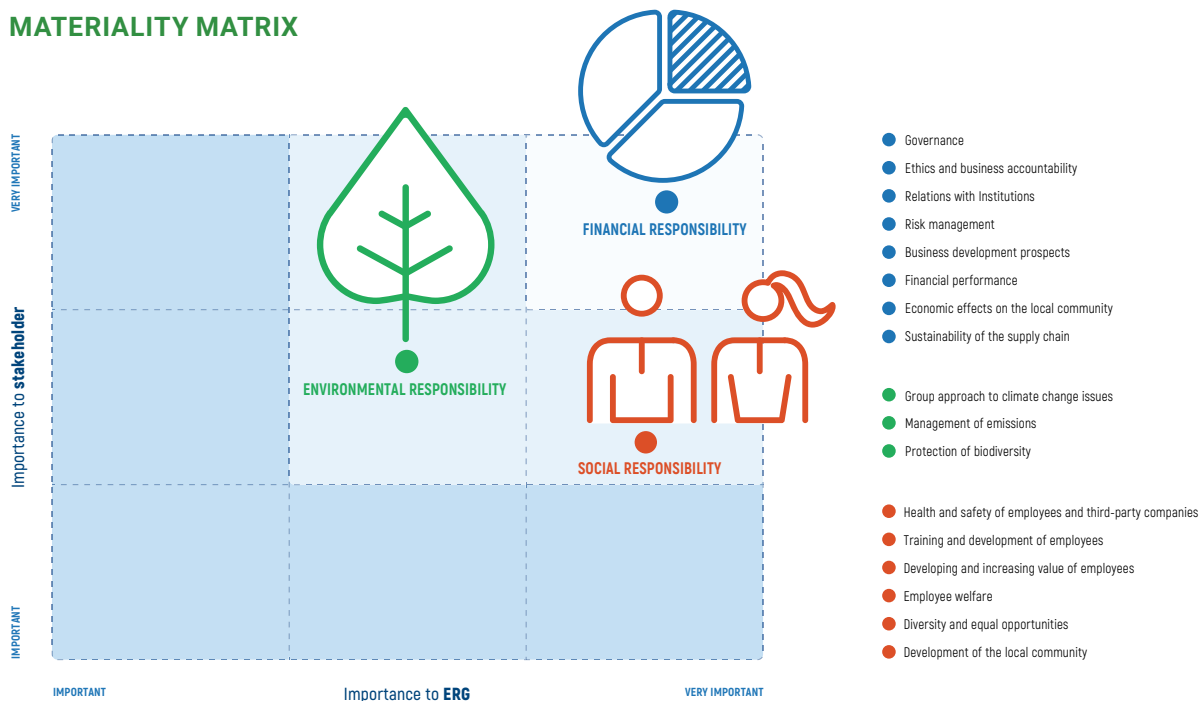 MATERIALITY MATRIX
VERY IMPORTANT
Importance to stakeholder
IMPORTANT
FINANCIAL RESPONSIBILITY
ENVIRONMENTAL RESPONSIBILITY
SOCIAL RESPONSIBILITY
IMPORTANT
Importance to ERG
VERY IMPORTANT
Governance
Ethics and business accountability
Relations with Institutions
Risk management
Business development prospects
Financial performance
Economic effects on the local community
Sustainability of the supply chain
Group approach to climate change issues
Management of emissions
Protection of biodiversity
Health and safety of employees and third-party companies
Training and development of employees
Developing and increasing value of employees
Employee welfare
Diversity and equal opportunities
Development of the local community